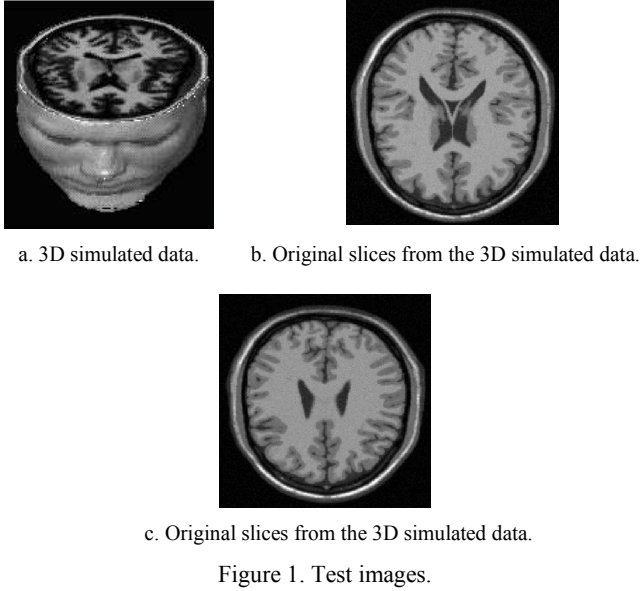 a. 3D simulated data.
b. Original slices from the 3D simulated data.
c. Original slices from the 3D simulated data.
Figure 1. Test images.